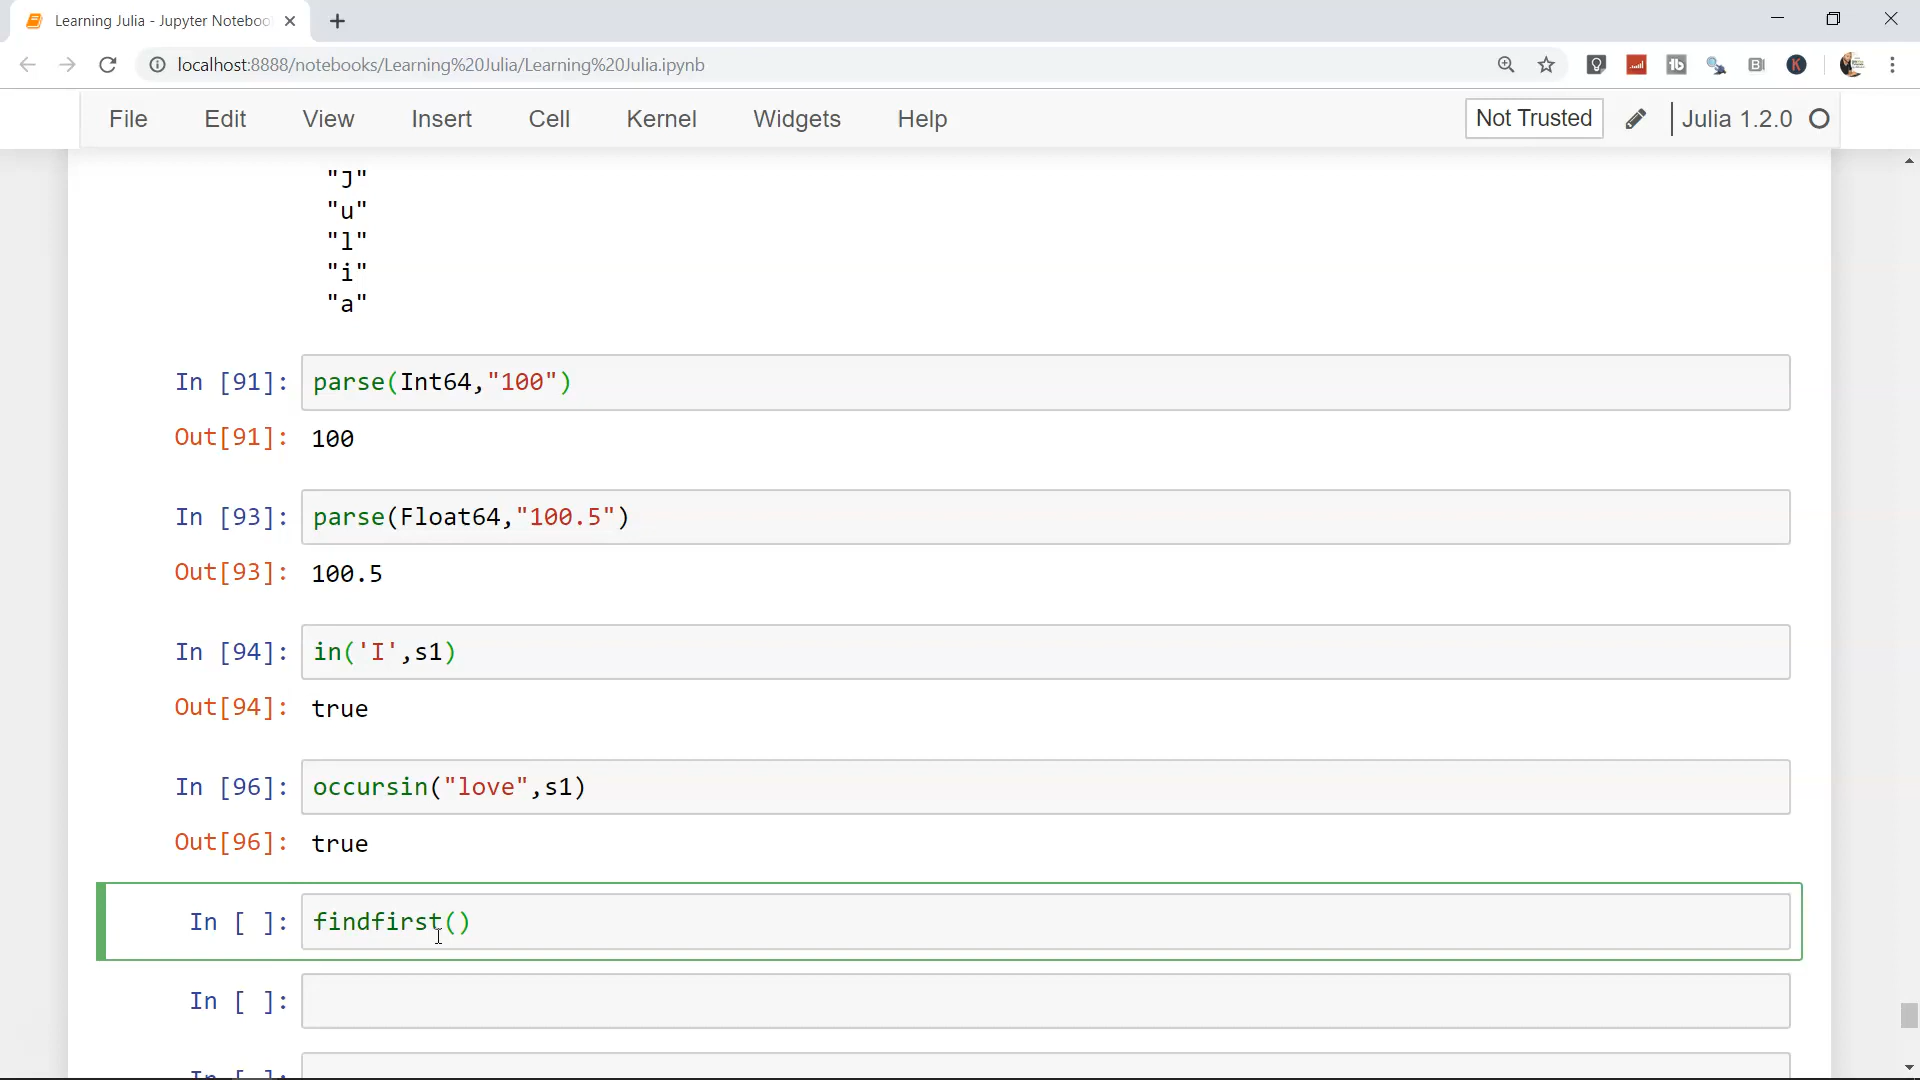 Learning Julia - Jupyter Noteboo
localhost:8888/notebooks/Learning%20Julia/Learning%20Julia.ipynb
File Edit View Insert Cell Kernel Widgets Help Not Trusted Julia 1.2.0
"J"
"u"
"l"
"i"
"a"
In [91]: parse(Int64,"100")
Out[91]: 100
In [93]: parse(Float64,"100.5")
Out[93]: 100.5
In [94]: in('I',s1)
Out[94]: true
In [96]: occursin("love",s1)
Out[96]: true
In [ ]: findfirst()
In [ ]:
In [ ]: